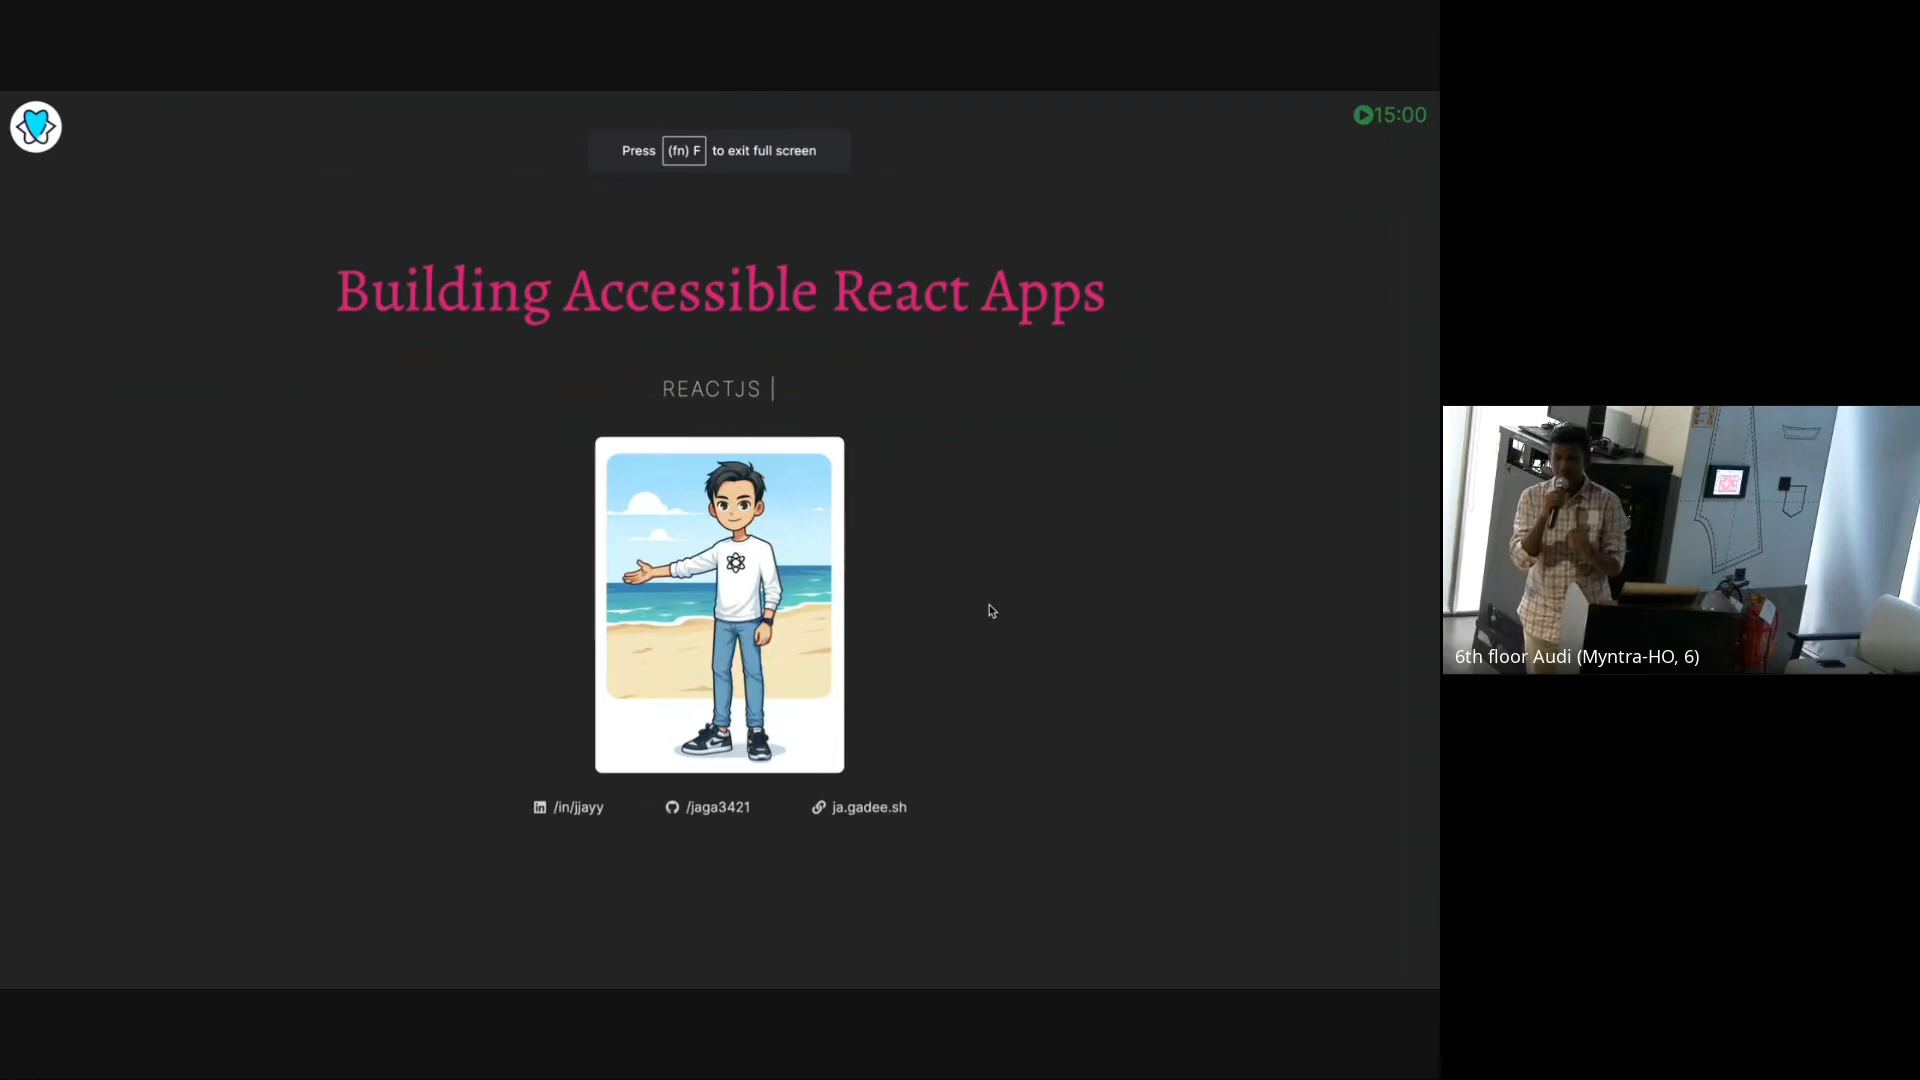 15:00
Press (fn) F to exit full screen
Building Accessible React Apps
REACTJS
/in/jjayy /jaga3421 ja.gadee.sh
6th floor Audi (Myntra-HO, 6)